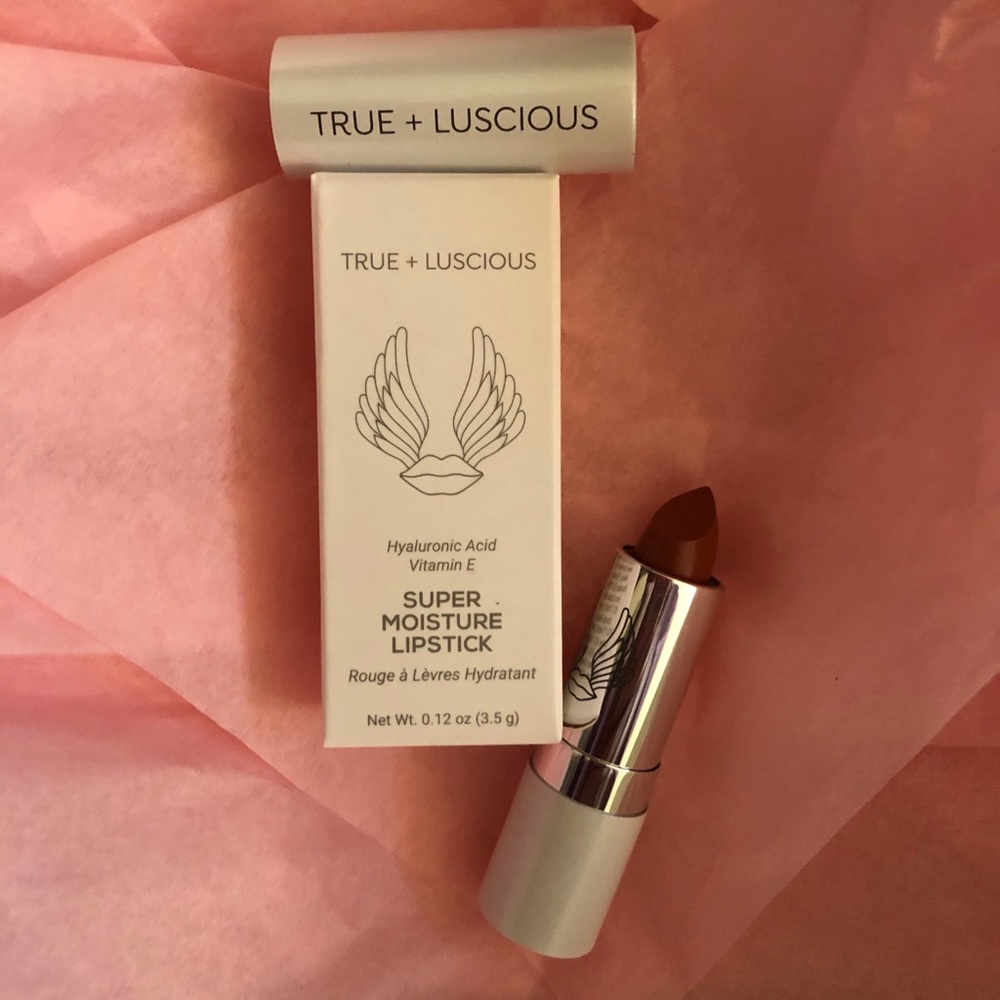 TRUE + LUSCIOUS
TRUE + LUSCIOUS
Hyaluronic Acid
Vitamin E
SUPER
MOISTURE
LIPSTICK
Rouge à Lèvres Hydratant
Net Wt. 0.12 oz (3.5 g)